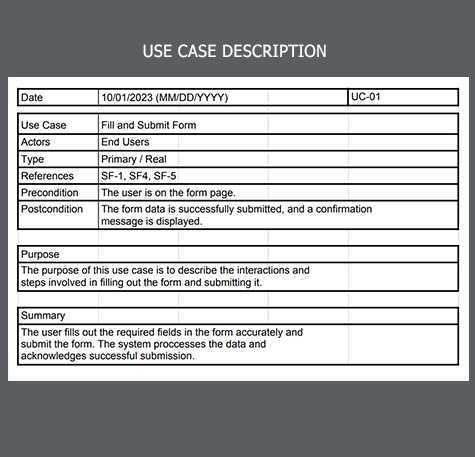 USE CASE DESCRIPTION
Date 10/01/2023 (MM/DD/YYYY) UC-01
Use Case Fill and Submit Form
Actors End Users
Type Primary / Real
References SF-1, SF4, SF-5
Precondition The user is on the form page.
Postcondition The form data is successfully submitted, and a confirmation
message is displayed.
Purpose
The purpose of this use case is to describe the interactions and
steps involved in filling out the form and submitting it.
Summary
The user fills out the required fields in the form accurately and
submit the form. The system proccesses the data and
acknowledges successful submission.